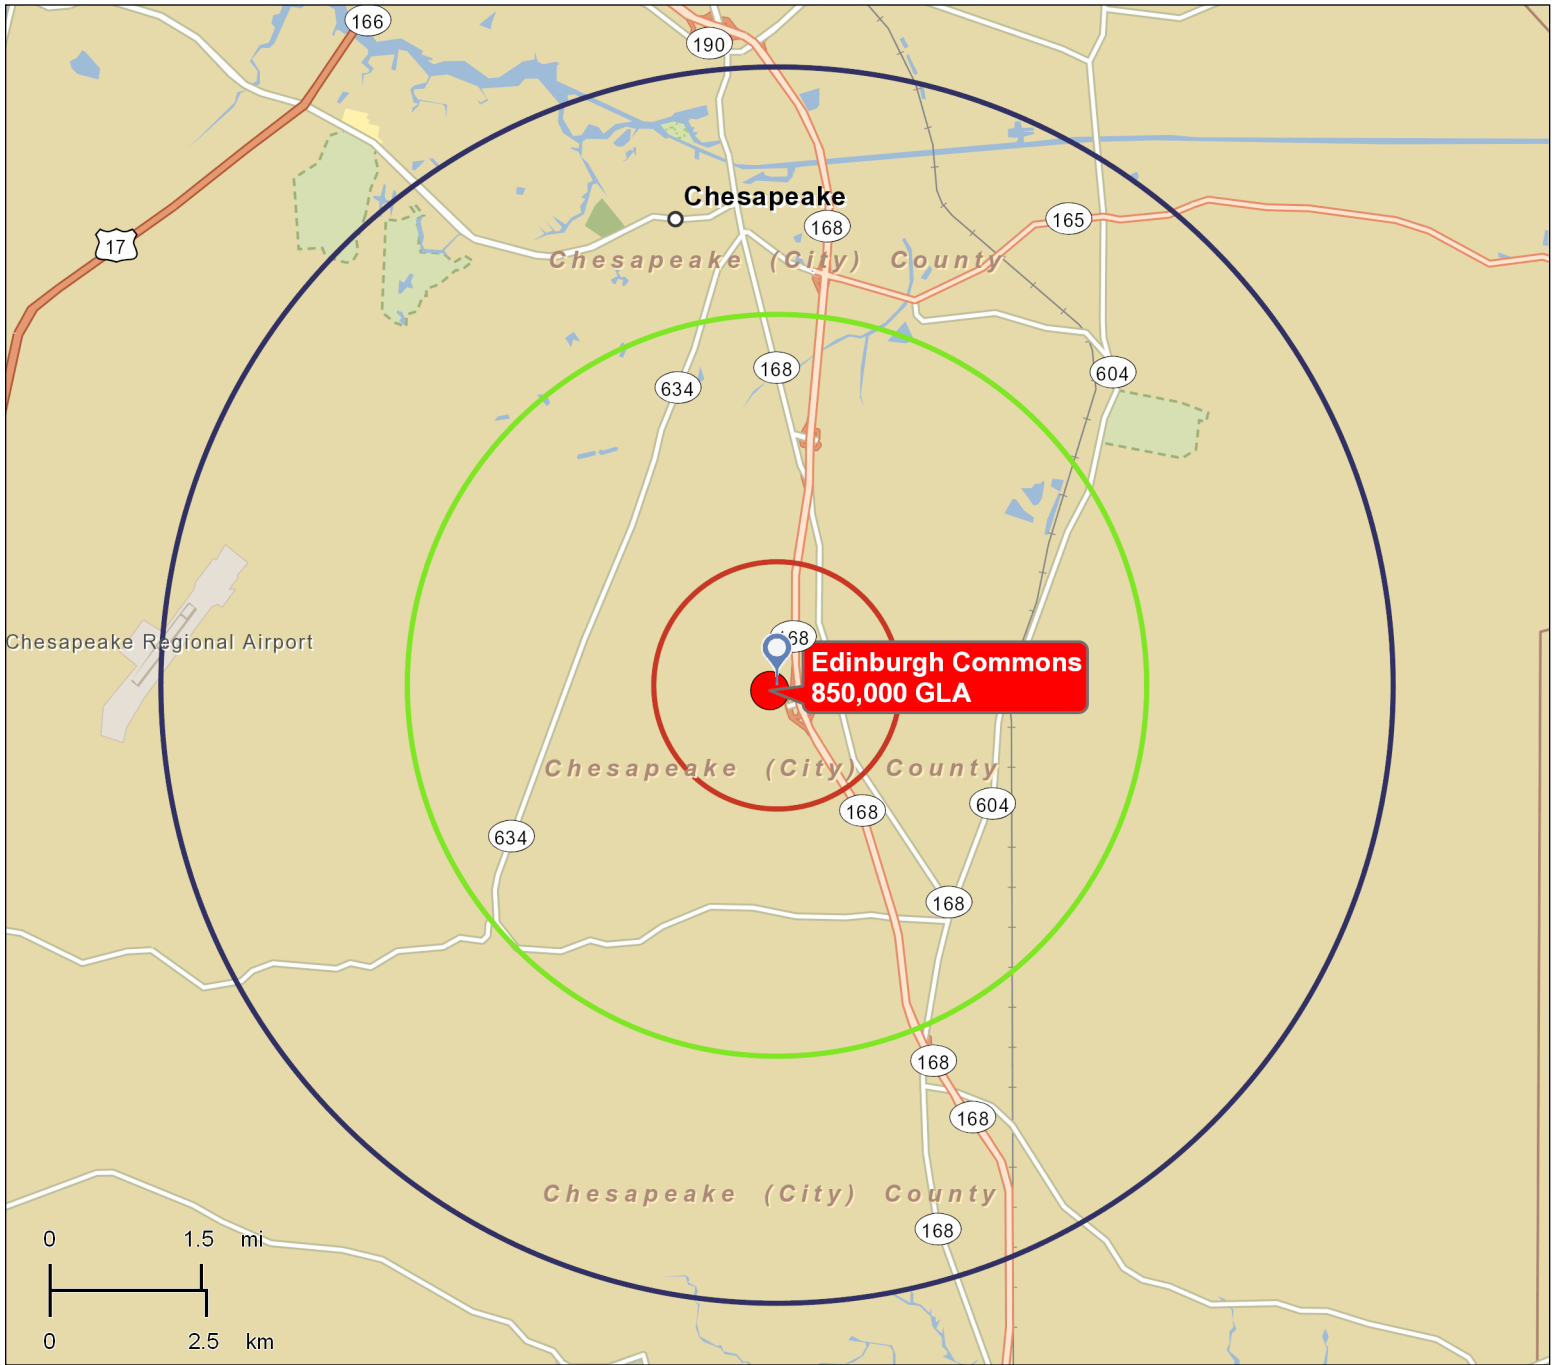 166
190
Chesapeake
168
165
17
Chesapeake (City) County
168
634
604
Chesapeake Regional Airport
168
Edinburgh Commons
850,000 GLA
Chesapeake (City) County
168
604
634
168
168
168
Chesapeake (City) County
168
0 1.5 mi
0 2.5 km